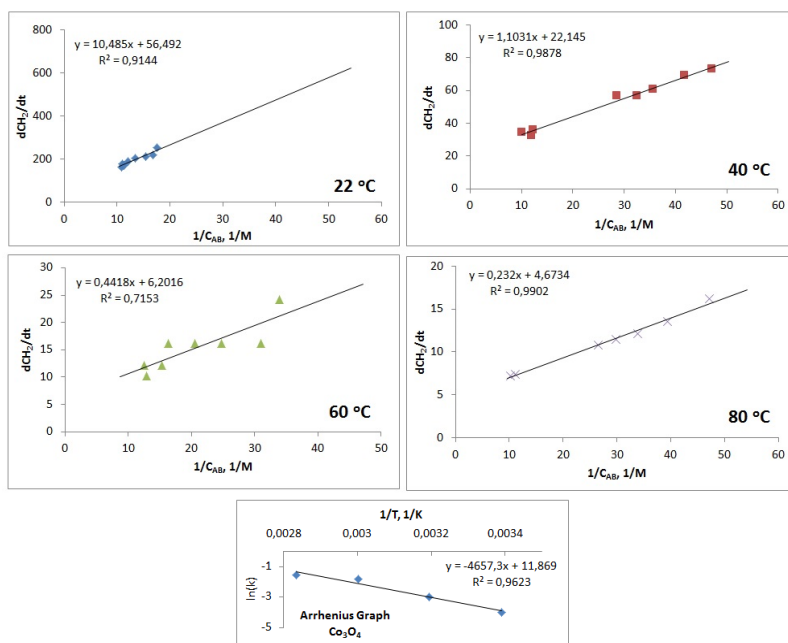 800
600
400
200
0
0 10 20 30 40 50 60
dCH2/dt
1/CAB, 1/M
y = 10,485x + 56,492
R² = 0,9144
22 °C
100
80
60
40
20
0
0 10 20 30 40 50 60
dCH2/dt
1/CAB, 1/M
y = 1,1031x + 22,145
R² = 0,9878
40 °C
30
25
20
15
10
5
0
0 10 20 30 40 50
dCH2/dt
1/CAB, 1/M
y = 0,4418x + 6,2016
R² = 0,7153
60 °C
20
15
10
5
0
0 10 20 30 40 50 60
dCH2/dt
1/CAB, 1/M
y = 0,232x + 4,6734
R² = 0,9902
80 °C
1/T, 1/K
0,0028 0,003 0,0032 0,0034
-1
-3
-5
ln(k)
y = -4657,3x + 11,869
R² = 0,9623
Arrhenius Graph
Co3O4